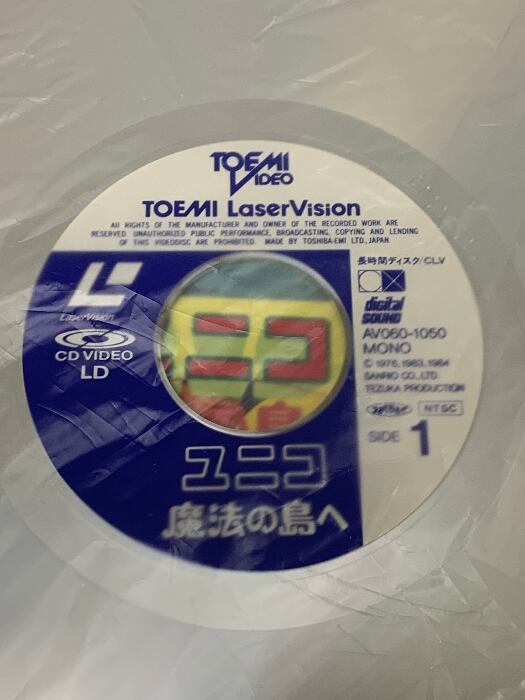 TOEMI
VIDEO
TOEMI LaserVision
All RIGHTS OF THE MANUFACTURER AND OWNER OF THE RECORDED WORK ARE
RESERVED UNAUTHORIZED PUBLIC PERFORMANCE, BROADCASTING, COPYING AND LENDING
OF THIS VIDEODISC ARE PROHIBITED. MADE BY TOSHIBA-EMI LTD., JAPAN.
長時間ディスク/CLV
LaserVision
digital
SOUND
CD VIDEO
LD
AV060-1050
MONO
© 1976, 1983, 1984
SANRIO CO., LTD.
TEZUKA PRODUCTION
NTSC
SIDE 1
ニコ
ユニコ
魔法の島へ